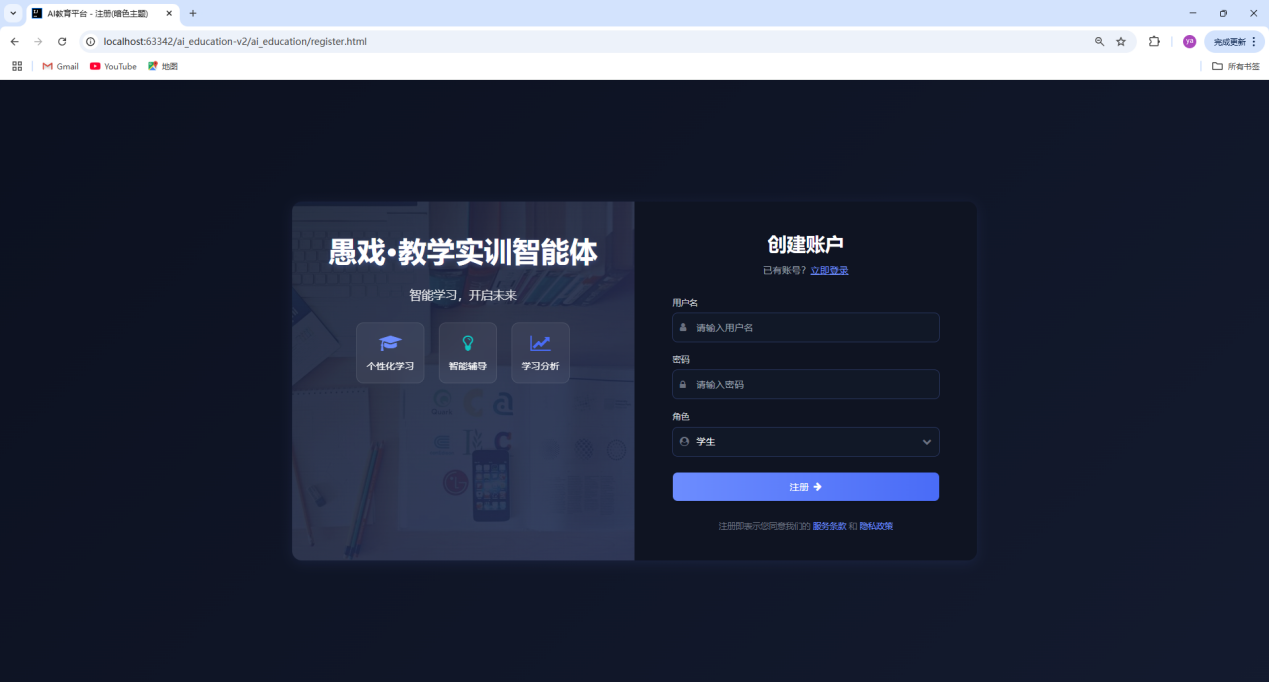 AI教育平台 - 注册(暗色主题)
localhost:63342/ai_education-v2/ai_education/register.html
ya
完成更新
Gmail
YouTube
地图
所有书签
愚戏•教学实训智能体
智能学习，开启未来
个性化学习
智能辅导
学习分析
创建账户
已有账号？ 立即登录
用户名
请输入用户名
密码
请输入密码
角色
学生
注册
注册即表示您同意我们的 服务条款 和 隐私政策